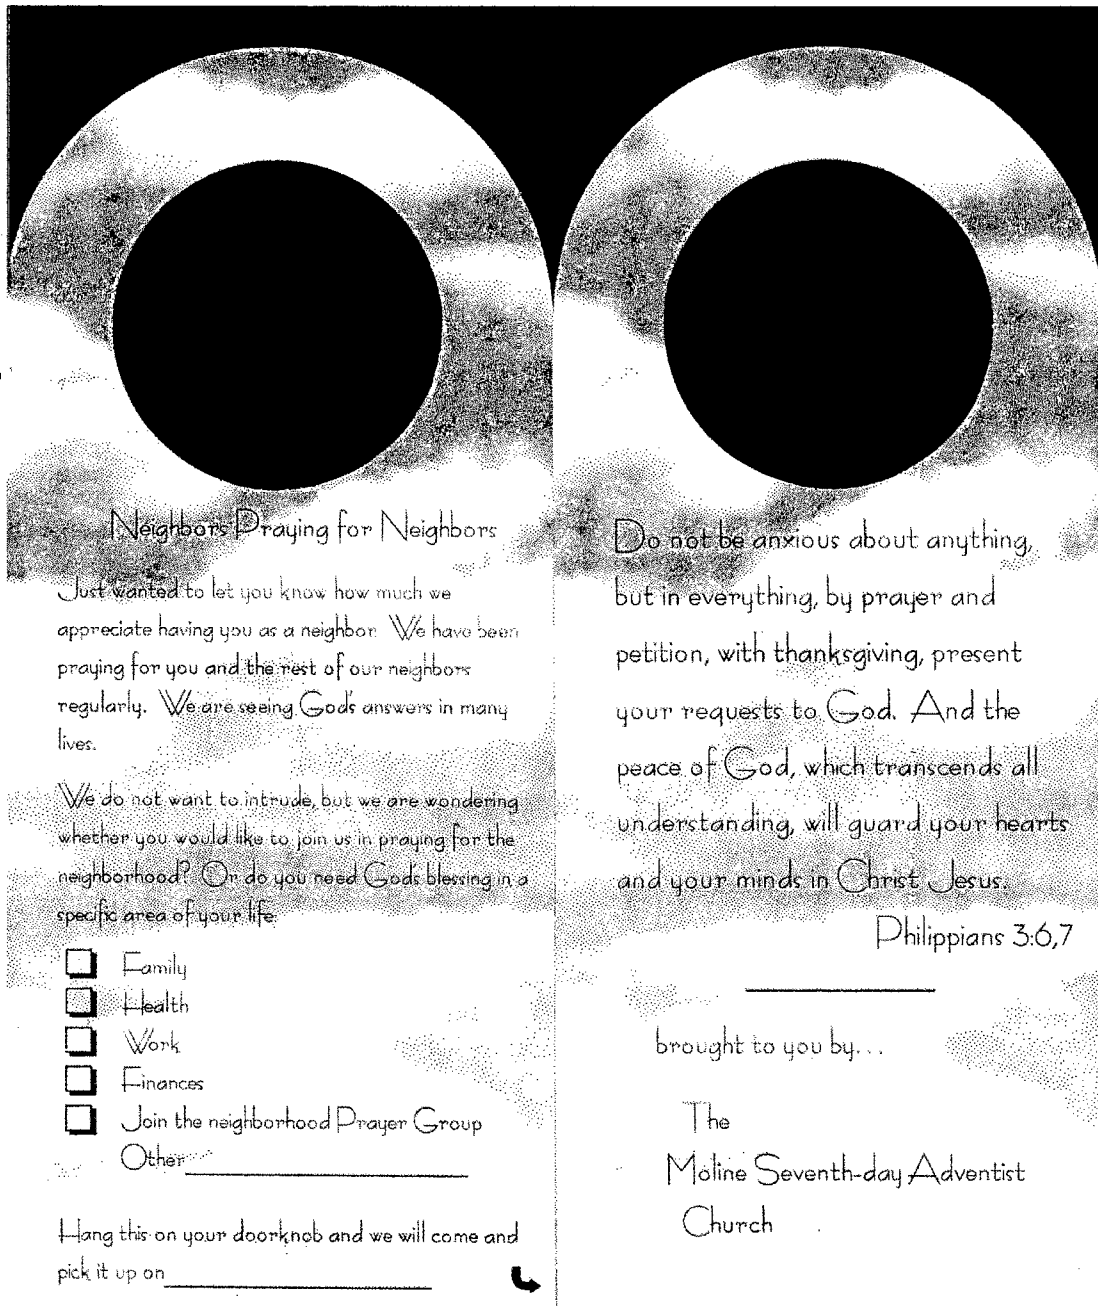 Neighbors Praying for Neighbors
Just wanted to let you know how much we
appreciate having you as a neighbor. We have been
praying for you and the rest of our neighbors
regularly. We are seeing God's answers in many
lives.
We do not want to intrude, but we are wondering
whether you would like to join us in praying for the
neighborhood? Or do you need God's blessing in a
specific area of your life:
Family
Health
Work
Finances
Join the neighborhood Prayer Group
Other
Hang this on your doorknob and we will come and
pick it up on
Do not be anxious about anything,
but in everything, by prayer and
petition, with thanksgiving, present
your requests to God. And the
peace of God, which transcends all
understanding, will guard your hearts
and your minds in Christ Jesus.
Philippians 3:6,7
brought to you by...
The
Moline Seventh-day Adventist
Church